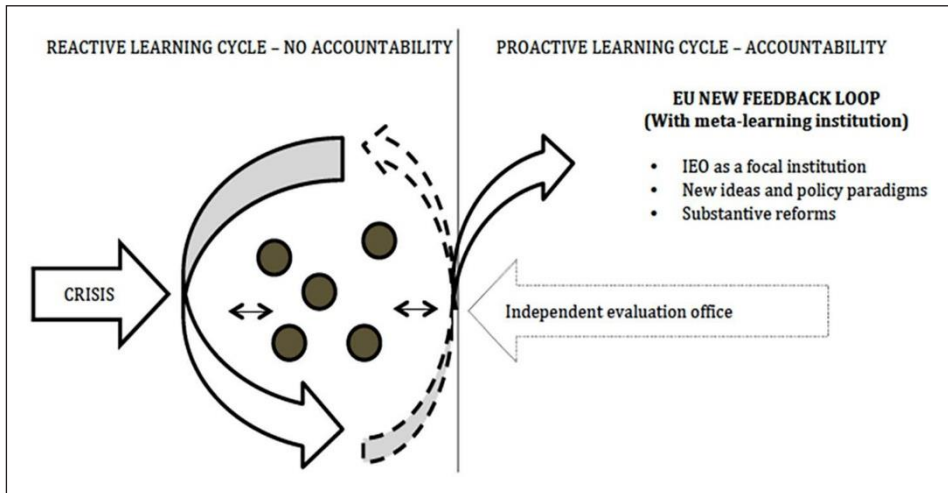 REACTIVE LEARNING CYCLE – NO ACCOUNTABILITY
PROACTIVE LEARNING CYCLE – ACCOUNTABILITY
EU NEW FEEDBACK LOOP
(With meta-learning institution)
• IEO as a focal institution
• New ideas and policy paradigms
• Substantive reforms
CRISIS
Independent evaluation office